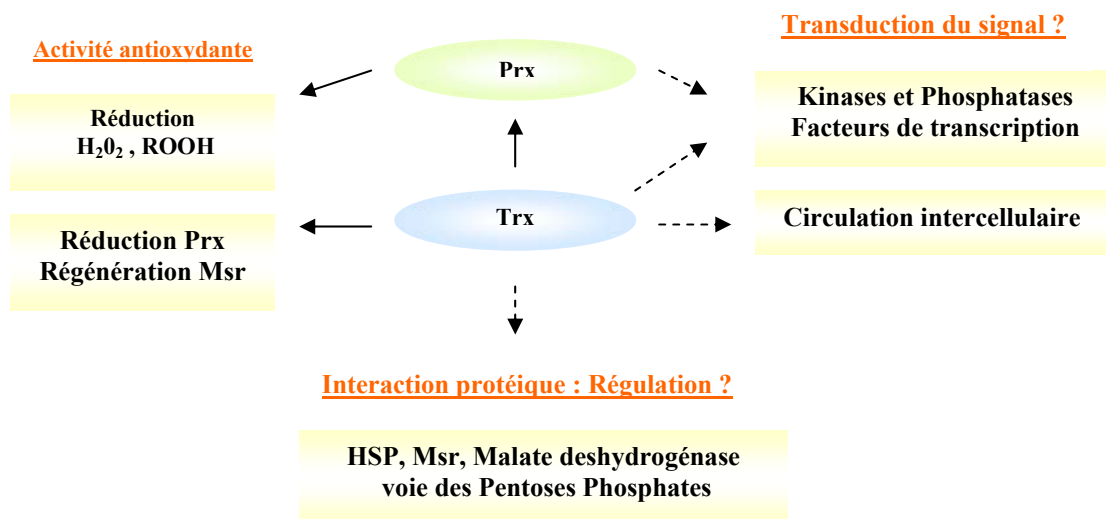 Activité antioxydante
Réduction
H₂0₂ , ROOH
Réduction Prx
Régénération Msr
Prx
Trx
Transduction du signal ?
Kinases et Phosphatases
Facteurs de transcription
Circulation intercellulaire
Interaction protéique : Régulation ?
HSP, Msr, Malate deshydrogénase
voie des Pentoses Phosphates